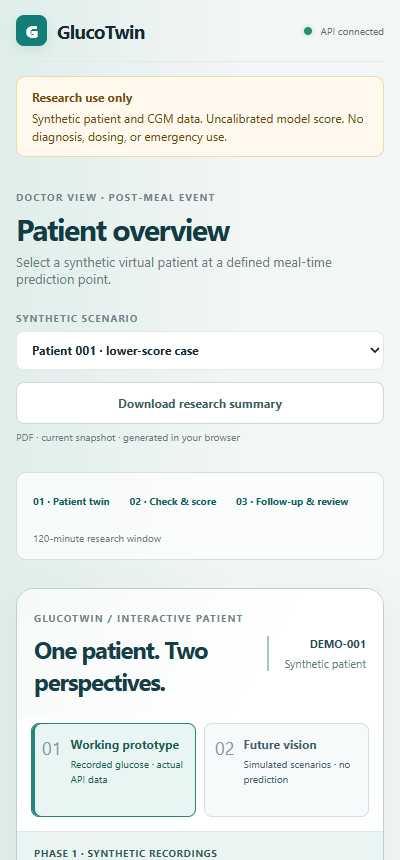 G GlucoTwin
API connected
Research use only
Synthetic patient and CGM data. Uncalibrated model score. No
diagnosis, dosing, or emergency use.
DOCTOR VIEW · POST-MEAL EVENT
Patient overview
Select a synthetic virtual patient at a defined meal-time
prediction point.
SYNTHETIC SCENARIO
Patient 001 · lower-score case
Download research summary
PDF · current snapshot · generated in your browser
01 · Patient twin
02 · Check & score
03 · Follow-up & review
120-minute research window
GLUCOTWIN / INTERACTIVE PATIENT
One patient. Two
perspectives.
DEMO-001
Synthetic patient
01 Working prototype
Recorded glucose · actual
API data
02 Future vision
Simulated scenarios · no
prediction
PHASE 1 · SYNTHETIC RECORDINGS